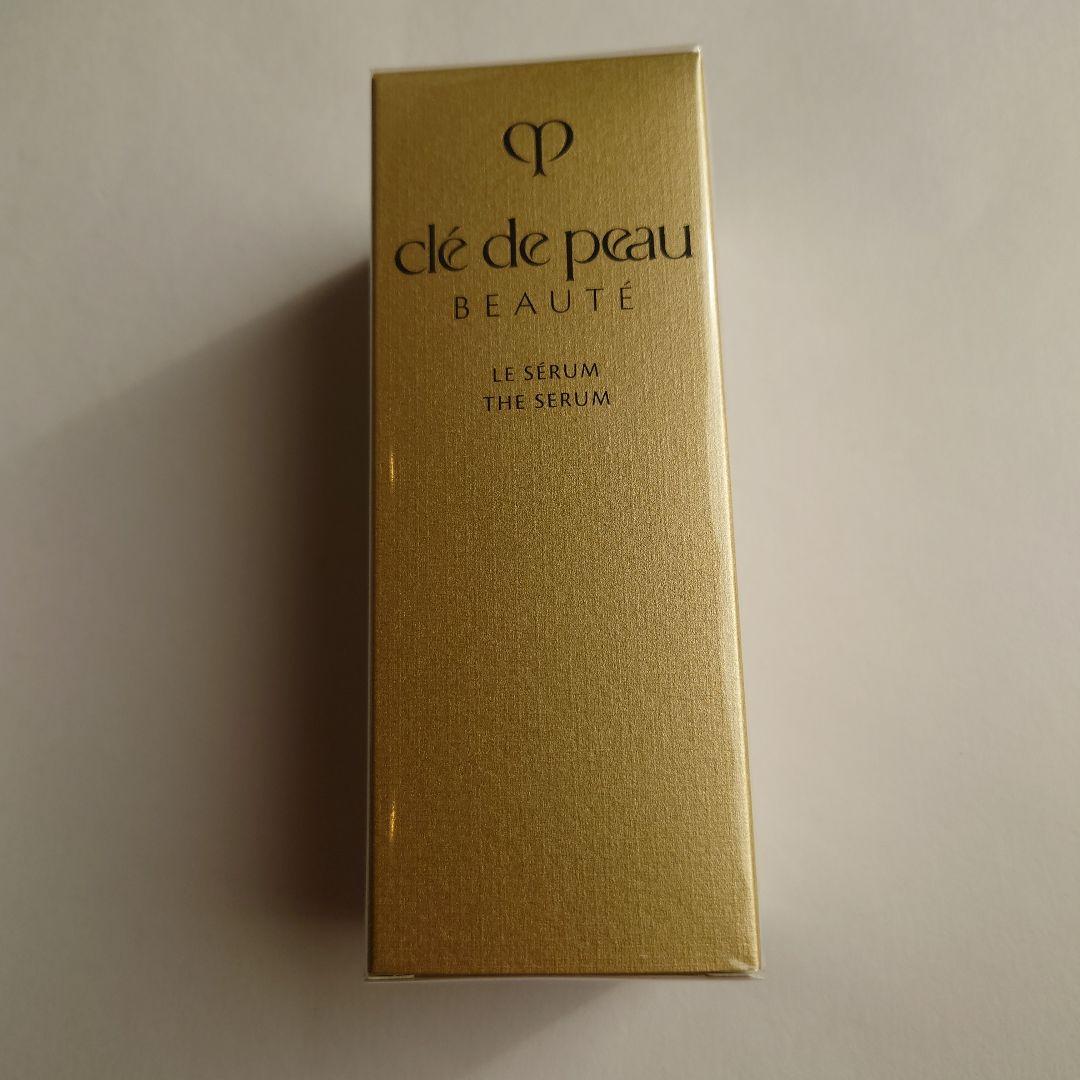 clé de peau
BEAUTÉ
LE SÉRUM
THE SERUM